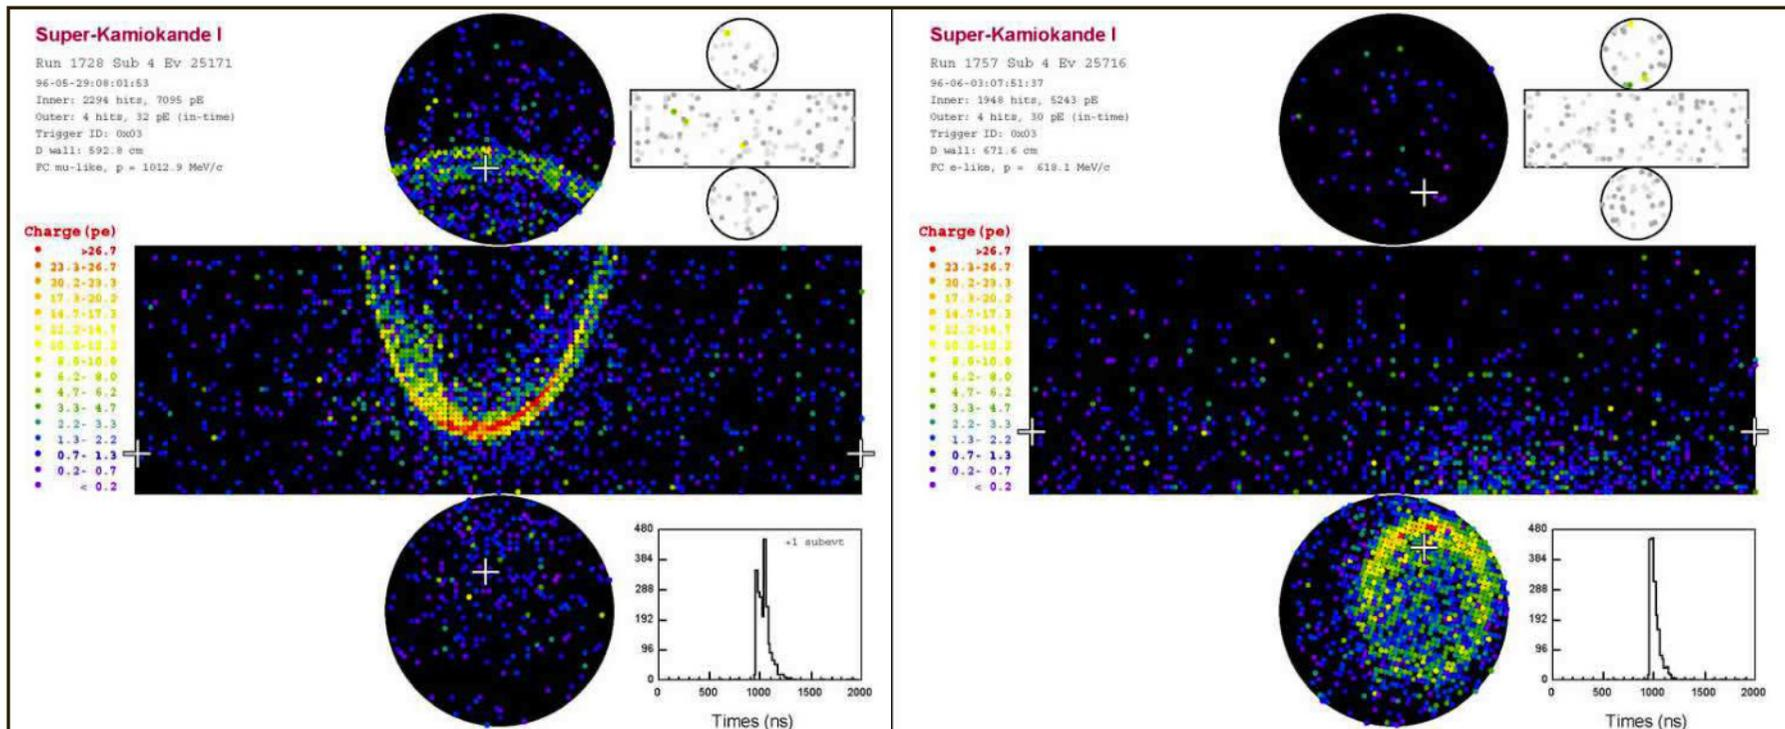 Super-Kamiokande I
Run 1728 Sub 4 Ev 25171
96-05-29:08:01:53
Inner: 2294 hits, 7095 pE
Outer: 4 hits, 32 pE (in-time)
Trigger ID: 0x03
D wall: 592.8 cm
FC mu-like, p = 1012.9 MeV/c
Charge(pe)
>26.7
23.3-26.7
20.2-23.3
17.3-20.2
14.7-17.3
12.2-14.7
10.0-12.2
8.0-10.0
6.2- 8.0
4.7- 6.2
3.3- 4.7
2.2- 3.3
1.3- 2.2
0.7- 1.3
0.2- 0.7
< 0.2
+1 subevt
480
384
288
192
96
0
0 500 1000 1500 2000
Times (ns)
Super-Kamiokande I
Run 1757 Sub 4 Ev 25716
96-06-03:07:51:37
Inner: 1948 hits, 5243 pE
Outer: 4 hits, 30 pE (in-time)
Trigger ID: 0x03
D wall: 671.6 cm
FC e-like, p = 618.1 MeV/c
Charge(pe)
>26.7
23.3-26.7
20.2-23.3
17.3-20.2
14.7-17.3
12.2-14.7
10.0-12.2
8.0-10.0
6.2- 8.0
4.7- 6.2
3.3- 4.7
2.2- 3.3
1.3- 2.2
0.7- 1.3
0.2- 0.7
< 0.2
480
384
288
192
96
0
0 500 1000 1500 2000
Times (ns)